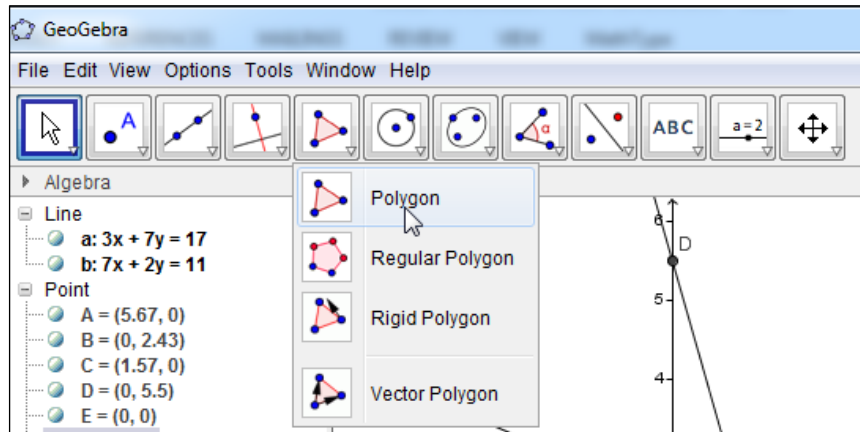 GeoGebra
File Edit View Options Tools Window Help
A
α
ABC
a=2
Algebra
Polygon
Regular Polygon
Rigid Polygon
Vector Polygon
Line
a: 3x + 7y = 17
b: 7x + 2y = 11
Point
A = (5.67, 0)
B = (0, 2.43)
C = (1.57, 0)
D = (0, 5.5)
E = (0, 0)
6
D
5
4